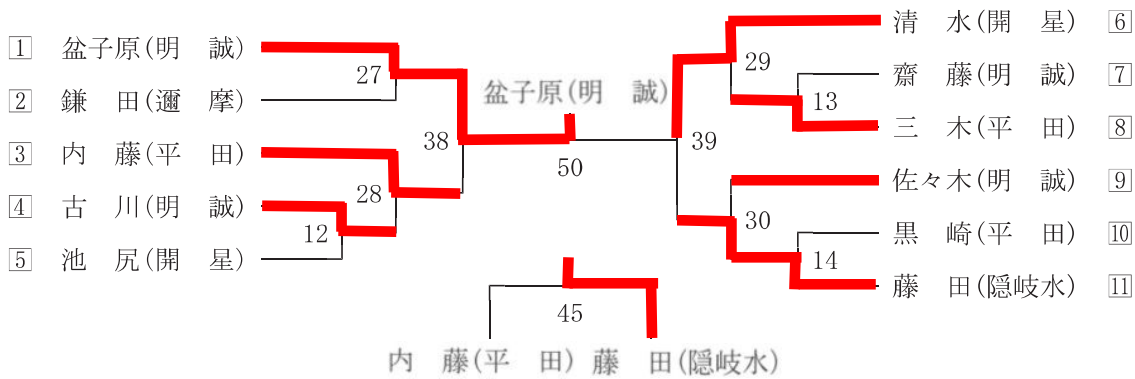 1 盆子原(明 誠)
2 鎌 田(邇 摩)
3 内 藤(平 田)
4 古 川(明 誠)
5 池 尻(開 星)
27
28
12
38
盆子原(明 誠)
50
45
内 藤(平 田) 藤 田(隠岐水)
39
29
13
30
14
清 水(開 星) 6
齋 藤(明 誠) 7
三 木(平 田) 8
佐々木(明 誠) 9
黒 崎(平 田) 10
藤 田(隠岐水) 11